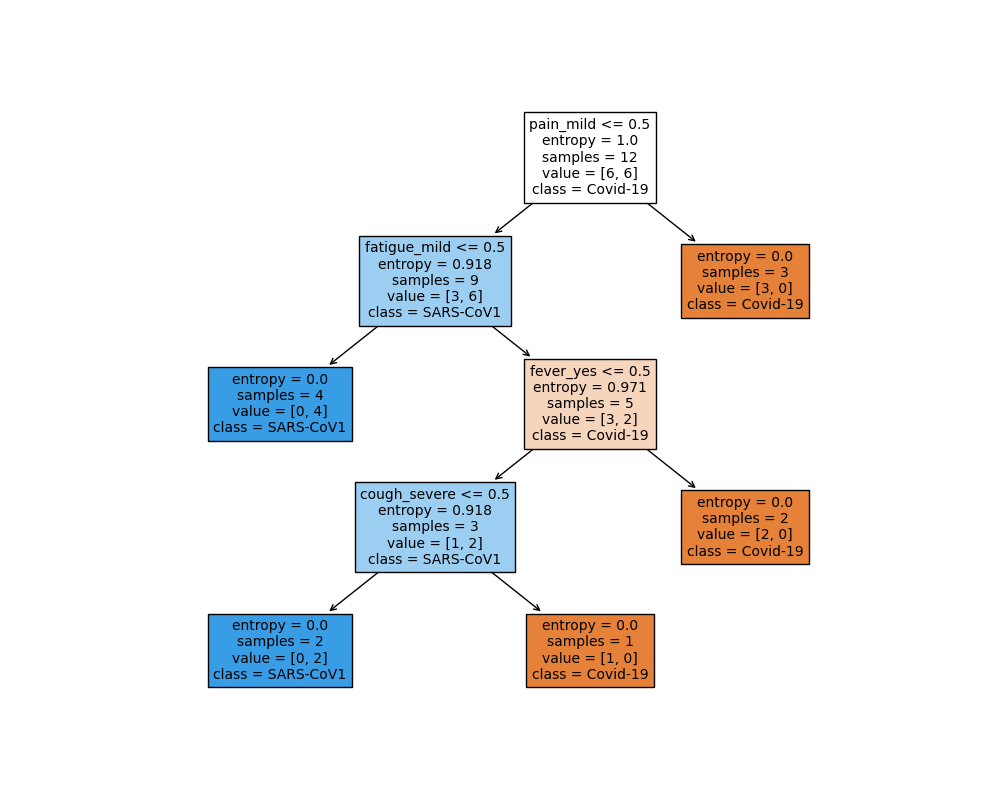 pain_mild <= 0.5
entropy = 1.0
samples = 12
value = [6, 6]
class = Covid-19
fatigue_mild <= 0.5
entropy = 0.918
samples = 9
value = [3, 6]
class = SARS-CoV1
entropy = 0.0
samples = 3
value = [3, 0]
class = Covid-19
entropy = 0.0
samples = 4
value = [0, 4]
class = SARS-CoV1
fever_yes <= 0.5
entropy = 0.971
samples = 5
value = [3, 2]
class = Covid-19
cough_severe <= 0.5
entropy = 0.918
samples = 3
value = [1, 2]
class = SARS-CoV1
entropy = 0.0
samples = 2
value = [2, 0]
class = Covid-19
entropy = 0.0
samples = 2
value = [0, 2]
class = SARS-CoV1
entropy = 0.0
samples = 1
value = [1, 0]
class = Covid-19